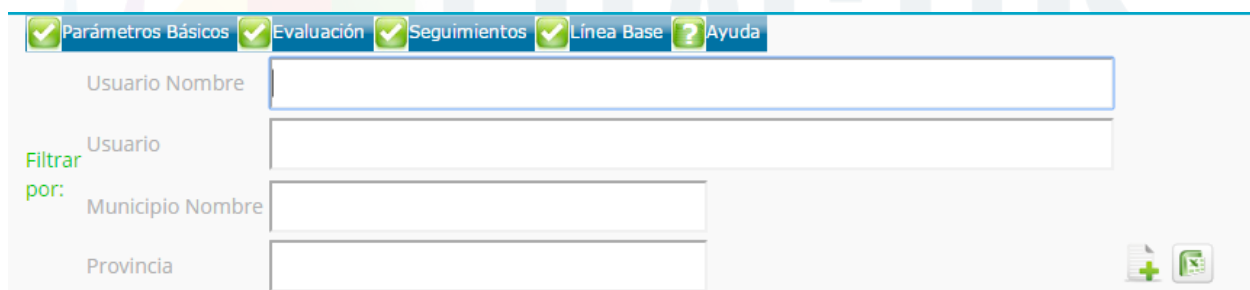 Parámetros Básicos Evaluación Seguimientos Línea Base Ayuda
Usuario Nombre
Usuario
Filtrar
por:
Municipio Nombre
Provincia